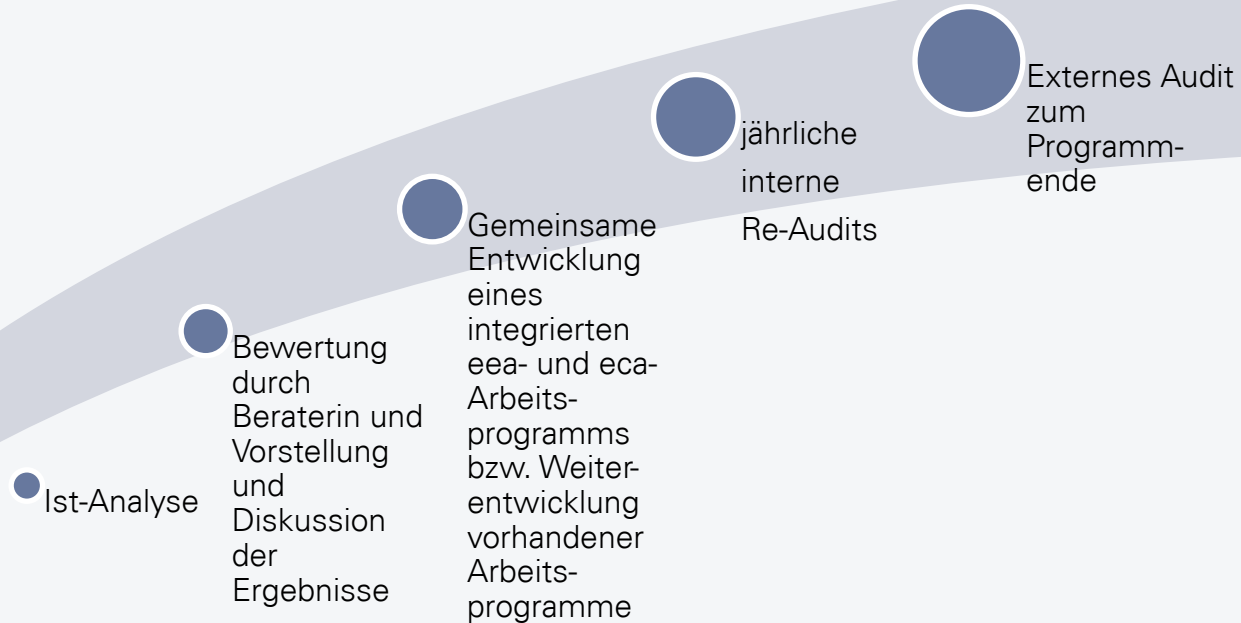 Ist-Analyse
Bewertung
durch
Beraterin und
Vorstellung
und
Diskussion
der
Ergebnisse
Gemeinsame
Entwicklung
eines
integrierten
eea- und eca-
Arbeits-
programms
bzw. Weiter-
entwicklung
vorhandener
Arbeits-
programme
jährliche
interne
Re-Audits
Externes Audit
zum
Programm-
ende